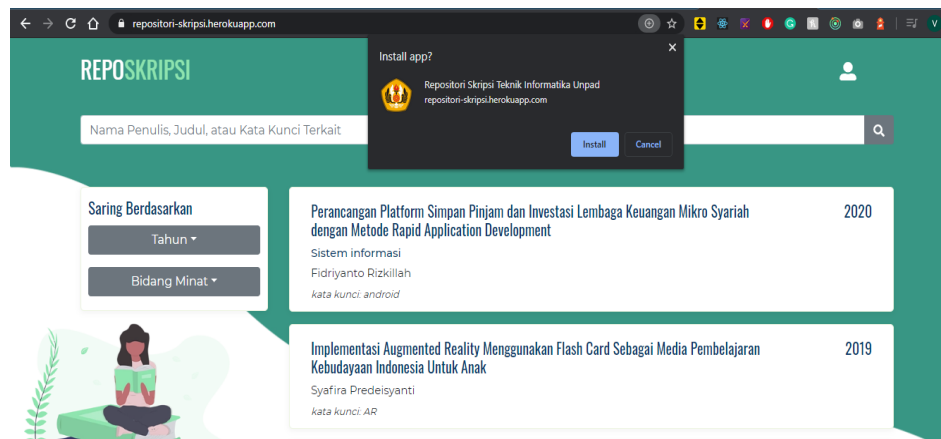 repositori-skripsi.herokuapp.com
REPOSKRIPSI
Install app?
Repositori Skripsi Teknik Informatika Unpad
repositori-skripsi.herokuapp.com
Install
Cancel
Nama Penulis, Judul, atau Kata Kunci Terkait
Saring Berdasarkan
Tahun
Bidang Minat
Perancangan Platform Simpan Pinjam dan Investasi Lembaga Keuangan Mikro Syariah
dengan Metode Rapid Application Development
2020
Sistem informasi
Fidriyanto Rizkillah
kata kunci: android
Implementasi Augmented Reality Menggunakan Flash Card Sebagai Media Pembelajaran
Kebudayaan Indonesia Untuk Anak
2019
Syafira Predeisyanti
kata kunci: AR